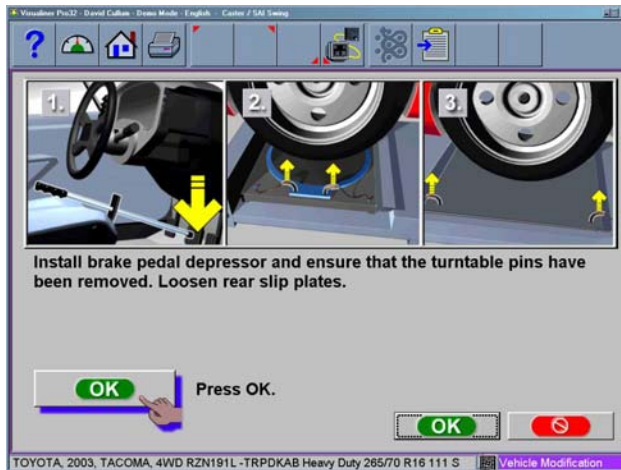 Visualiner Pro32 - David Cullum - Demo Mode - English - Caster / SAI Swing
?
1.
2.
3.
Install brake pedal depressor and ensure that the turntable pins have
been removed. Loosen rear slip plates.
OK
Press OK.
OK
TOYOTA, 2003, TACOMA, 4WD RZN191L -TRPDKAB Heavy Duty 265/70 R16 111 S
Vehicle Modification